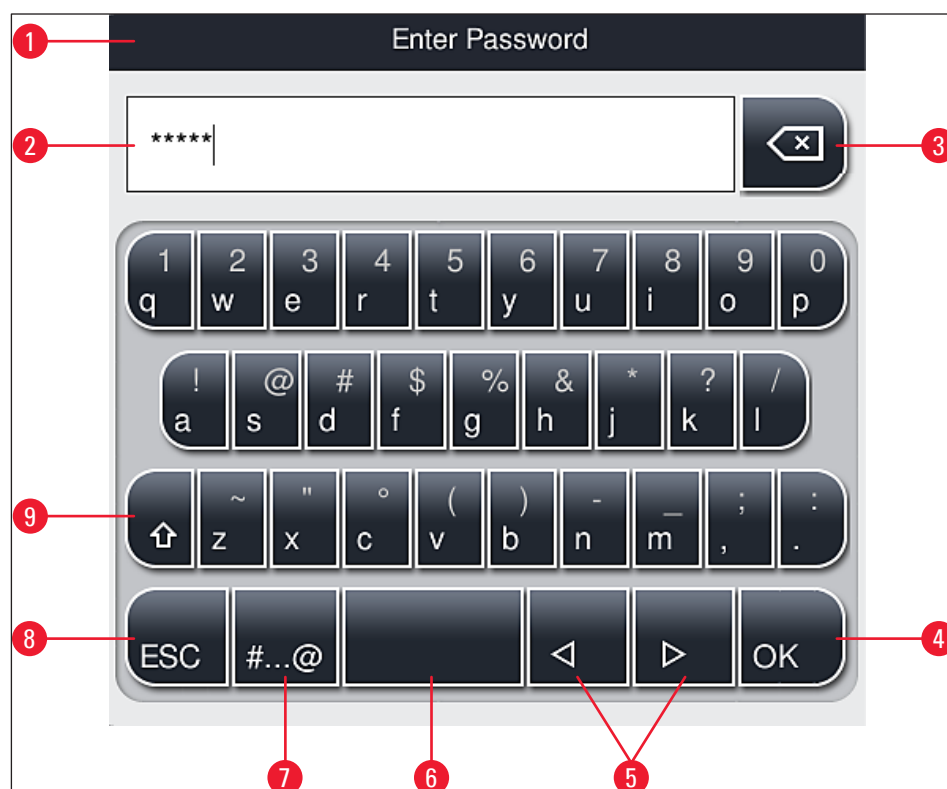 1 Enter Password
2 ***** 3
1 2 3 4 5 6 7 8 9 0
q w e r t y u i o p
! @ # $ % & * ? /
a s d f g h j k l
9 ~ " ° ( ) - _ ; :
z x c v b n m , .
8 ESC #...@ OK 4
7 6 5